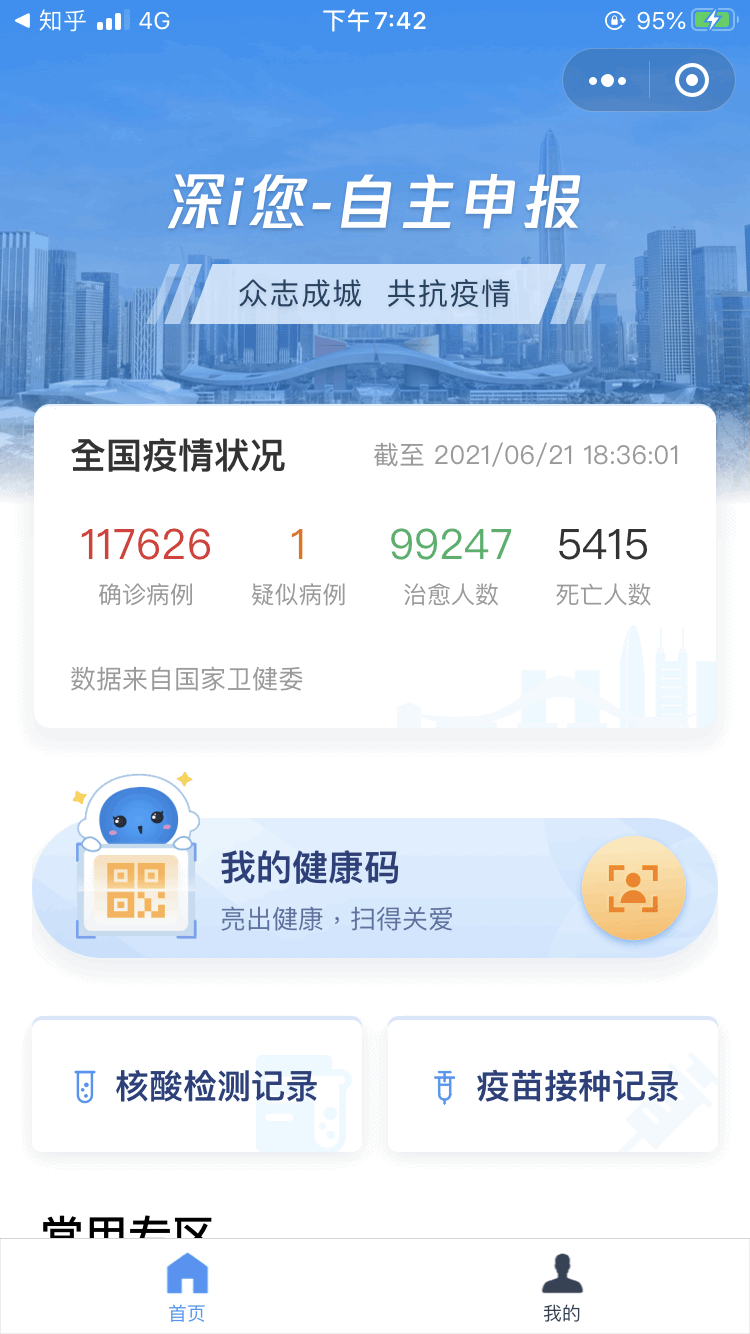 知乎 4G 下午7:42 95%
深i您-自主申报
众志成城 共抗疫情
全国疫情状况 截至 2021/06/21 18:36:01
117626 1 99247 5415
确诊病例 疑似病例 治愈人数 死亡人数
数据来自国家卫健委
我的健康码
亮出健康，扫得关爱
核酸检测记录 疫苗接种记录
常用专区
首页 我的